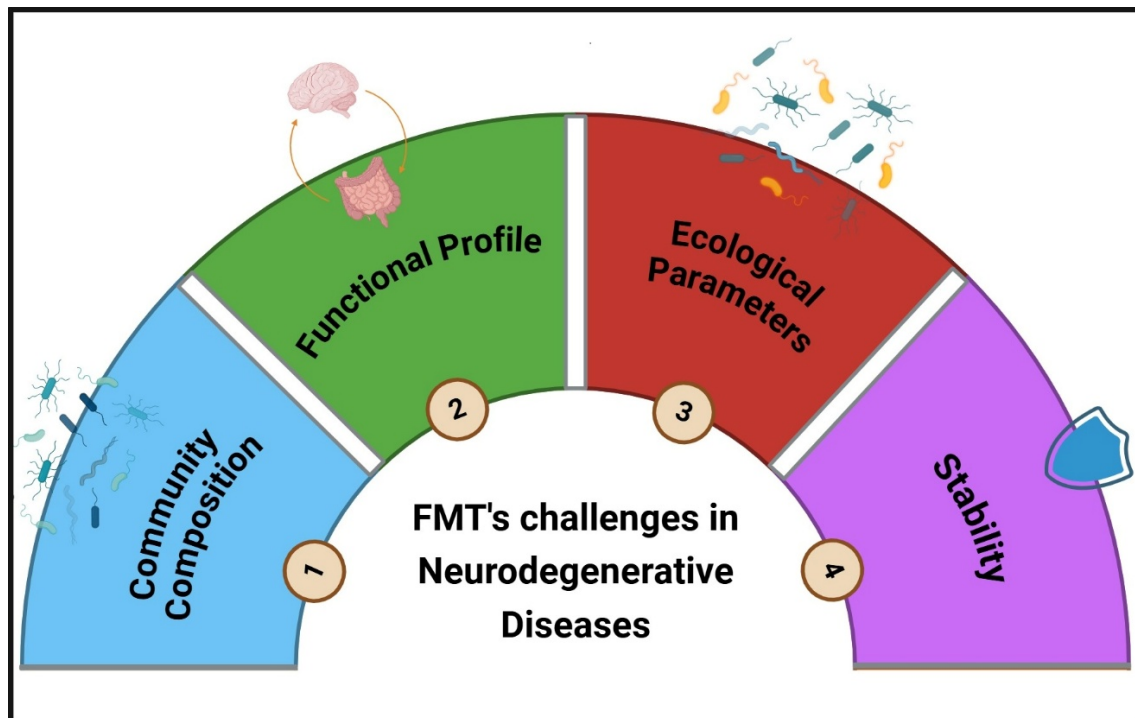 Community
Composition
1
Functional Profile
2
Ecological
Parameters
3
Stability
4
FMT's challenges in
Neurodegenerative
Diseases